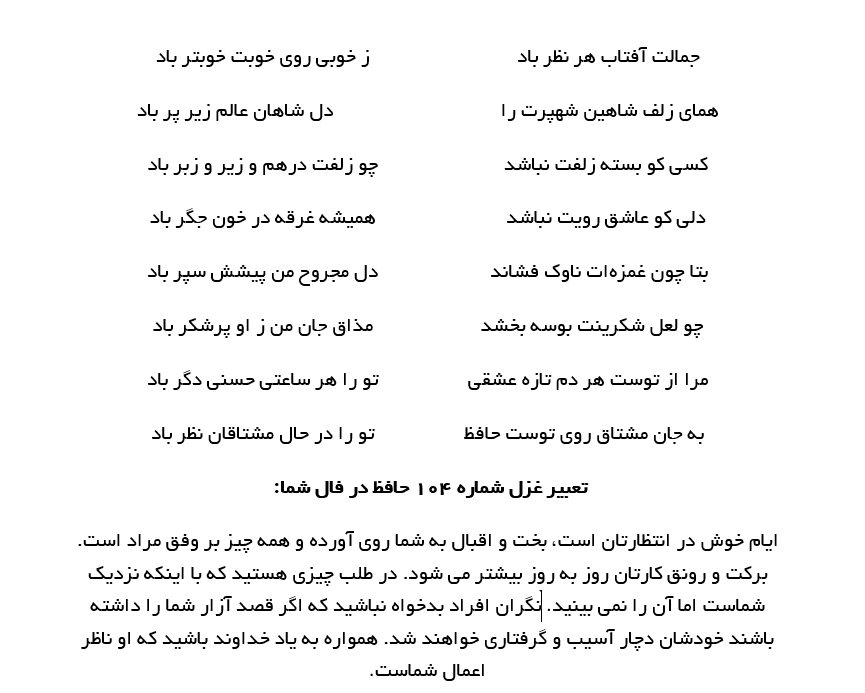 جمالت آفتاب هر نظر باد ز خوبی روی خوبت خوبتر باد
همای زلف شاهین شهپرت را دل شاهان عالم زیر پر باد
کسی کو بسته زلفت نباشد چو زلفت درهم و زیر و زبر باد
دلی کو عاشق رویت نباشد همیشه غرقه در خون جگر باد
بتا چون غمزه‌ات ناوک فشاند دل مجروح من پیشش سپر باد
چو لعل شکرینت بوسه بخشد مذاق جان من ز او پرشکر باد
مرا از توست هر دم تازه عشقی تو را هر ساعتی حسنی دگر باد
به جان مشتاق روی توست حافظ تو را در حال مشتاقان نظر باد
تعبیر غزل شماره ۱۰۴ حافظ در فال شما:
ایام خوش در انتظارتان است، بخت و اقبال به شما روی آورده و همه چیز بر وفق مراد است.
برکت و رونق کارتان روز به روز بیشتر می شود. در طلب چیزی هستید که با اینکه نزدیک
شماست اما آن را نمی بینید. نگران افراد بدخواه نباشید که اگر قصد آزار شما را داشته
باشند خودشان دچار آسیب و گرفتاری خواهند شد. همواره به یاد خداوند باشید که او ناظر
اعمال شماست.